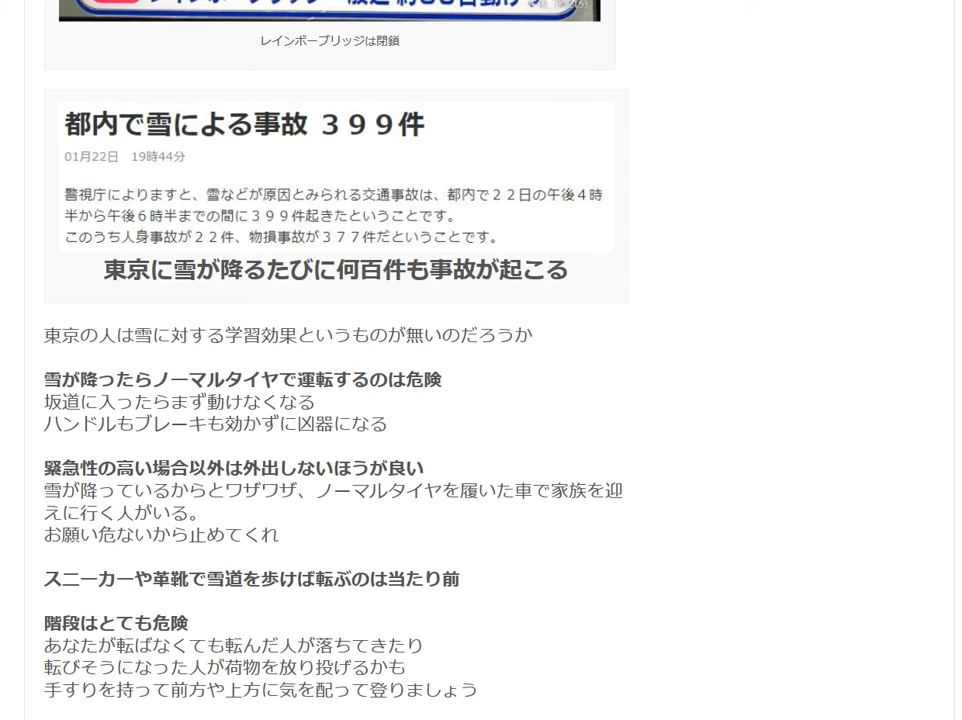 レインボーブリッジは閉鎖
都内で雪による事故 ３９９件
01月22日 19時44分
警視庁によりますと、雪などが原因とみられる交通事故は、都内で２２日の午後４時
半から午後６時半までの間に３９９件起きたということです。
このうち人身事故が２２件、物損事故が３７７件だということです。
東京に雪が降るたびに何百件も事故が起こる
東京の人は雪に対する学習効果というものが無いのだろうか
雪が降ったらノーマルタイヤで運転するのは危険
坂道に入ったらまず動けなくなる
ハンドルもブレーキも効かずに凶器になる
緊急性の高い場合以外は外出しないほうが良い
雪が降っているからとワザワザ、ノーマルタイヤを履いた車で家族を迎
えに行く人がいる。
お願い危ないから止めてくれ
スニーカーや革靴で雪道を歩けば転ぶのは当たり前
階段はとても危険
あなたが転ばなくても転んだ人が落ちてきたり
転びそうになった人が荷物を放り投げるかも
手すりを持って前方や上方に気を配って登りましょう